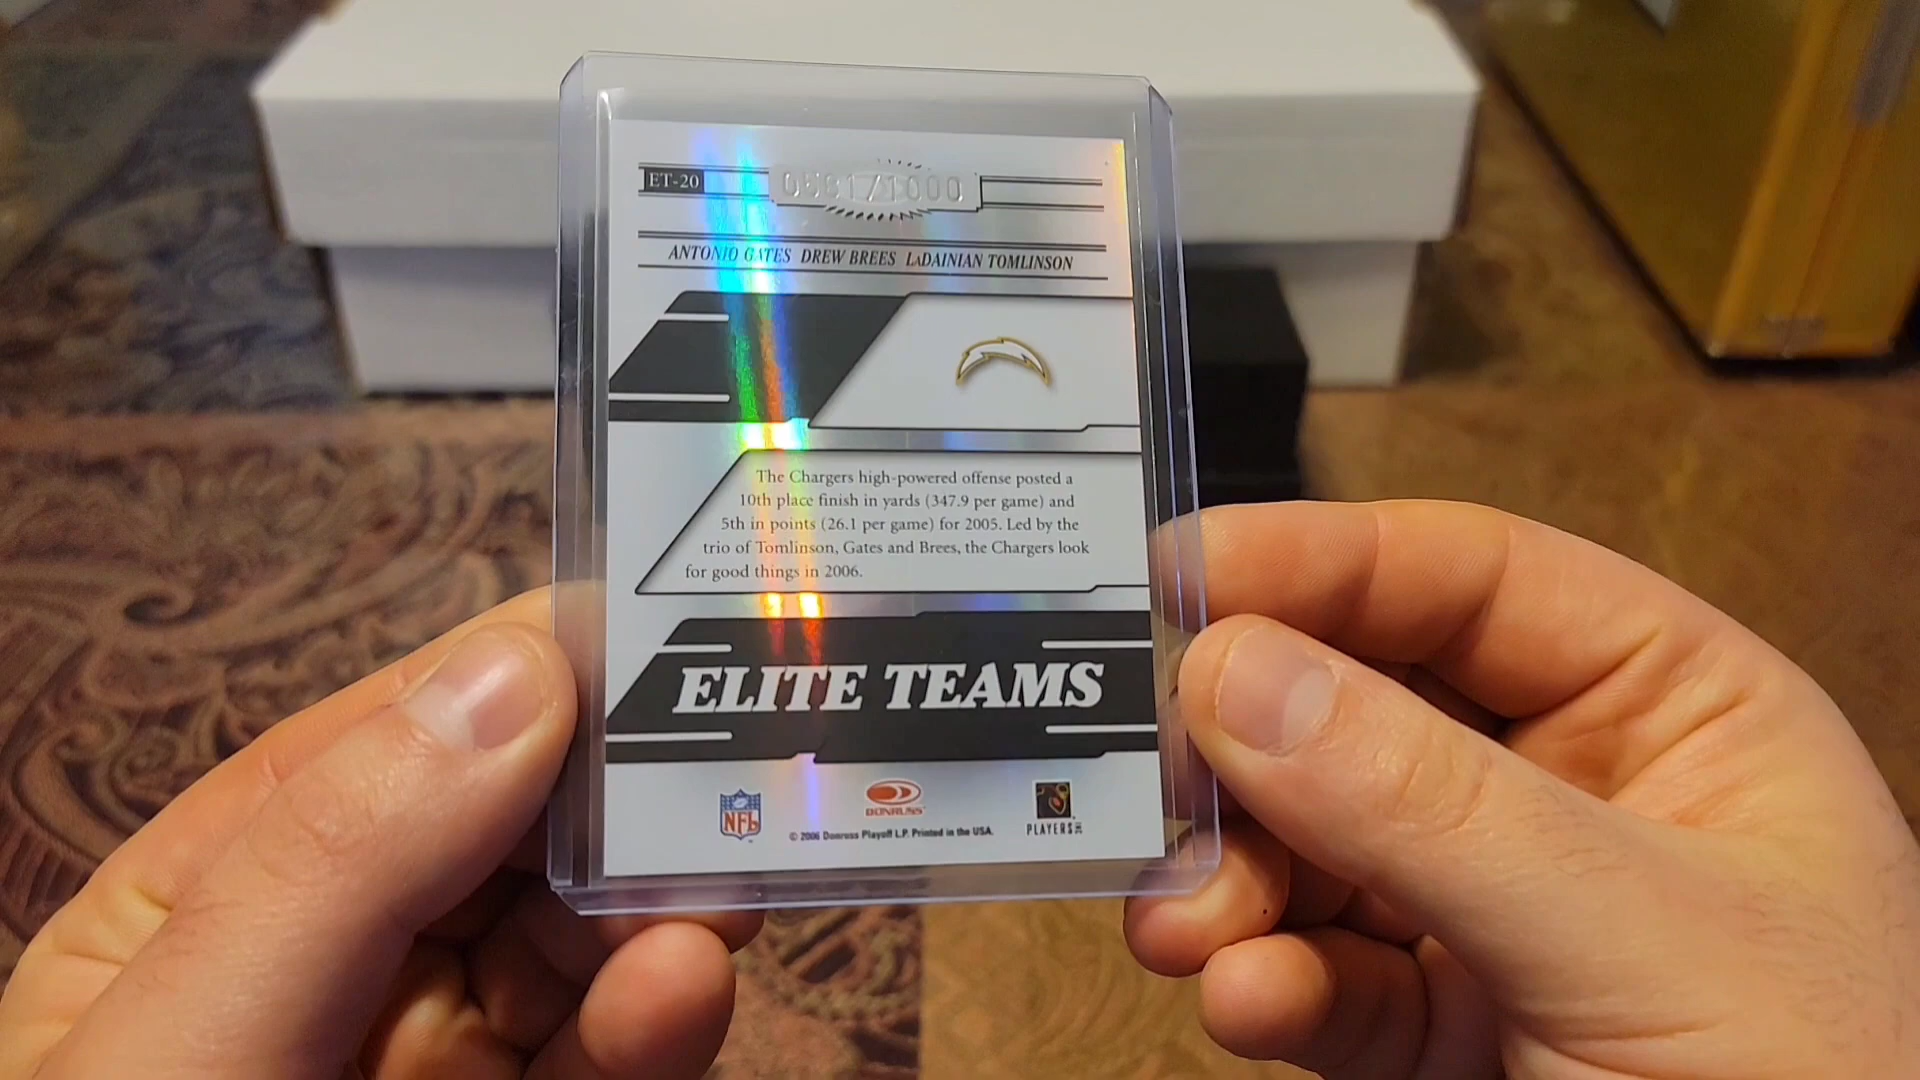 ET-20
0581/1000
ANTONIO GATES DREW BREES LADAINIAN TOMLINSON
The Chargers high-powered offense posted a
10th place finish in yards (347.9 per game) and
5th in points (26.1 per game) for 2005. Led by the
trio of Tomlinson, Gates and Brees, the Chargers look
for good things in 2006.
ELITE TEAMS
NFL
DONRUSS
PLAYERS INC
© 2006 Donruss Playoff L.P. Printed in the USA.